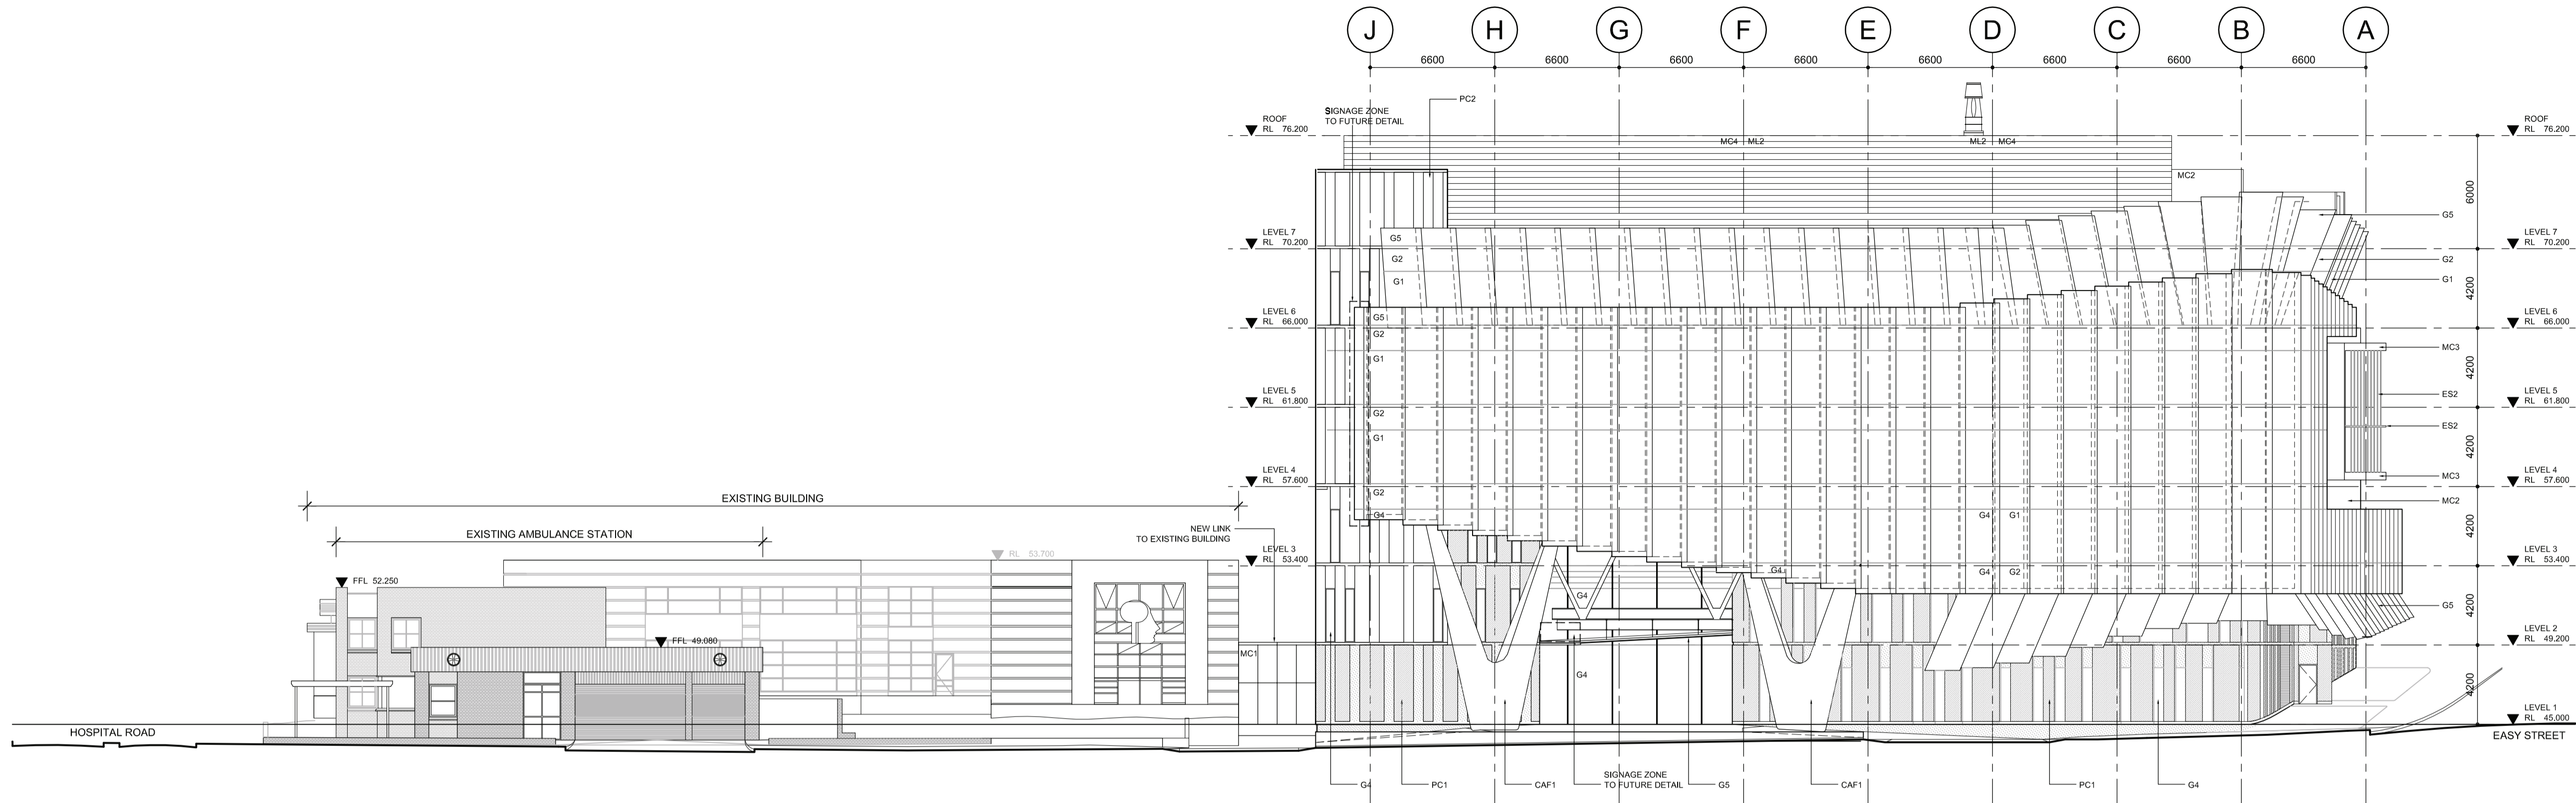 J H G F E D C B A
6600 6600 6600 6600 6600 6600 6600 6600
PC2
SIGNAGE ZONE
TO FUTURE DETAIL
ROOF
RL 76.200
ROOF
RL 76.200
MC4 ML2
ML2 MC4
MC2
6000
G5
LEVEL 7
RL 70.200
G5
LEVEL 7
RL 70.200
G2
G2
G1
G1
4200
LEVEL 6
RL 66.000
G5
LEVEL 6
RL 66.000
G2
MC3
G1
4200
LEVEL 5
RL 61.800
ES2
LEVEL 5
RL 61.800
G2
ES2
G1
4200
LEVEL 4
RL 57.600
MC3
LEVEL 4
RL 57.600
G2
MC2
EXISTING BUILDING
G4
G4 G1
4200
EXISTING AMBULANCE STATION
NEW LINK
TO EXISTING BUILDING
RL 53.700
LEVEL 3
RL 53.400
LEVEL 3
RL 53.400
G4
G4 G2
FFL 52.250
G4
4200
G5
FFL 49.080
LEVEL 2
RL 49.200
MC1
G4
4200
LEVEL 1
RL 45.000
HOSPITAL ROAD
EASY STREET
SIGNAGE ZONE
TO FUTURE DETAIL
G4 PC1 CAF1 G5 CAF1 PC1 G4